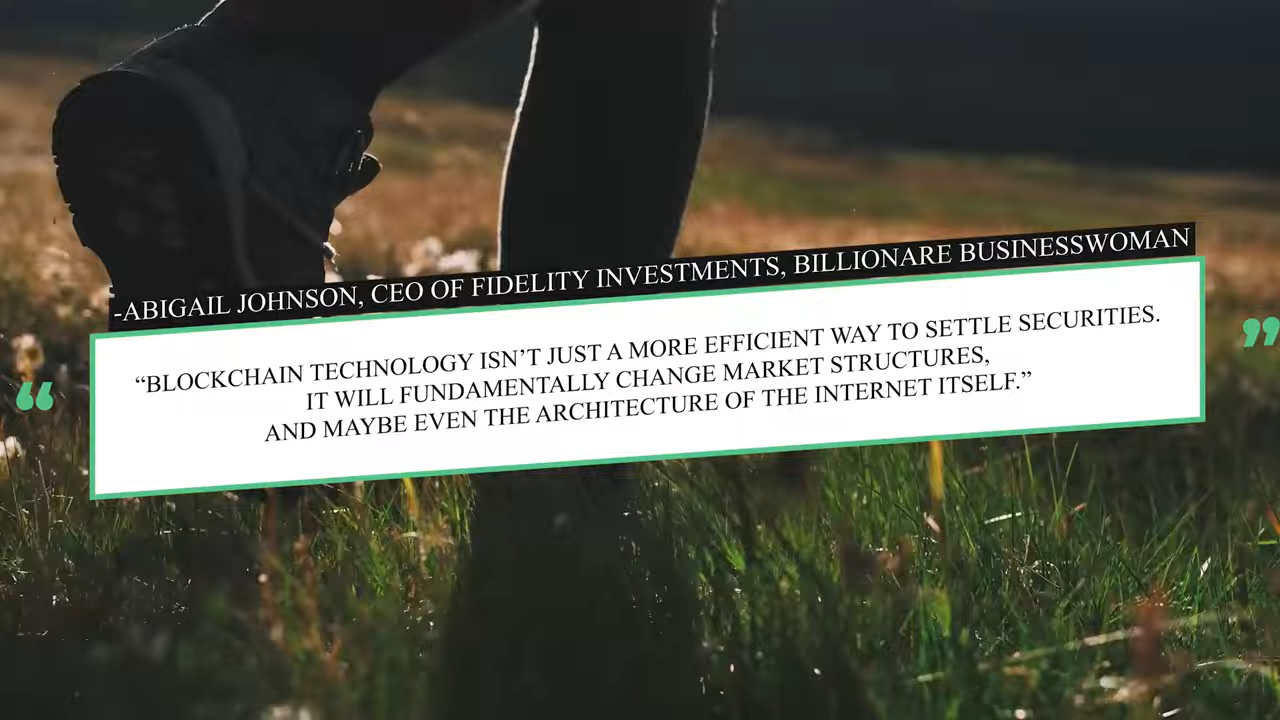 -ABIGAIL JOHNSON, CEO OF FIDELITY INVESTMENTS, BILLIONARE BUSINESSWOMAN
“BLOCKCHAIN TECHNOLOGY ISN’T JUST A MORE EFFICIENT WAY TO SETTLE SECURITIES.
IT WILL FUNDAMENTALLY CHANGE MARKET STRUCTURES,
AND MAYBE EVEN THE ARCHITECTURE OF THE INTERNET ITSELF.”